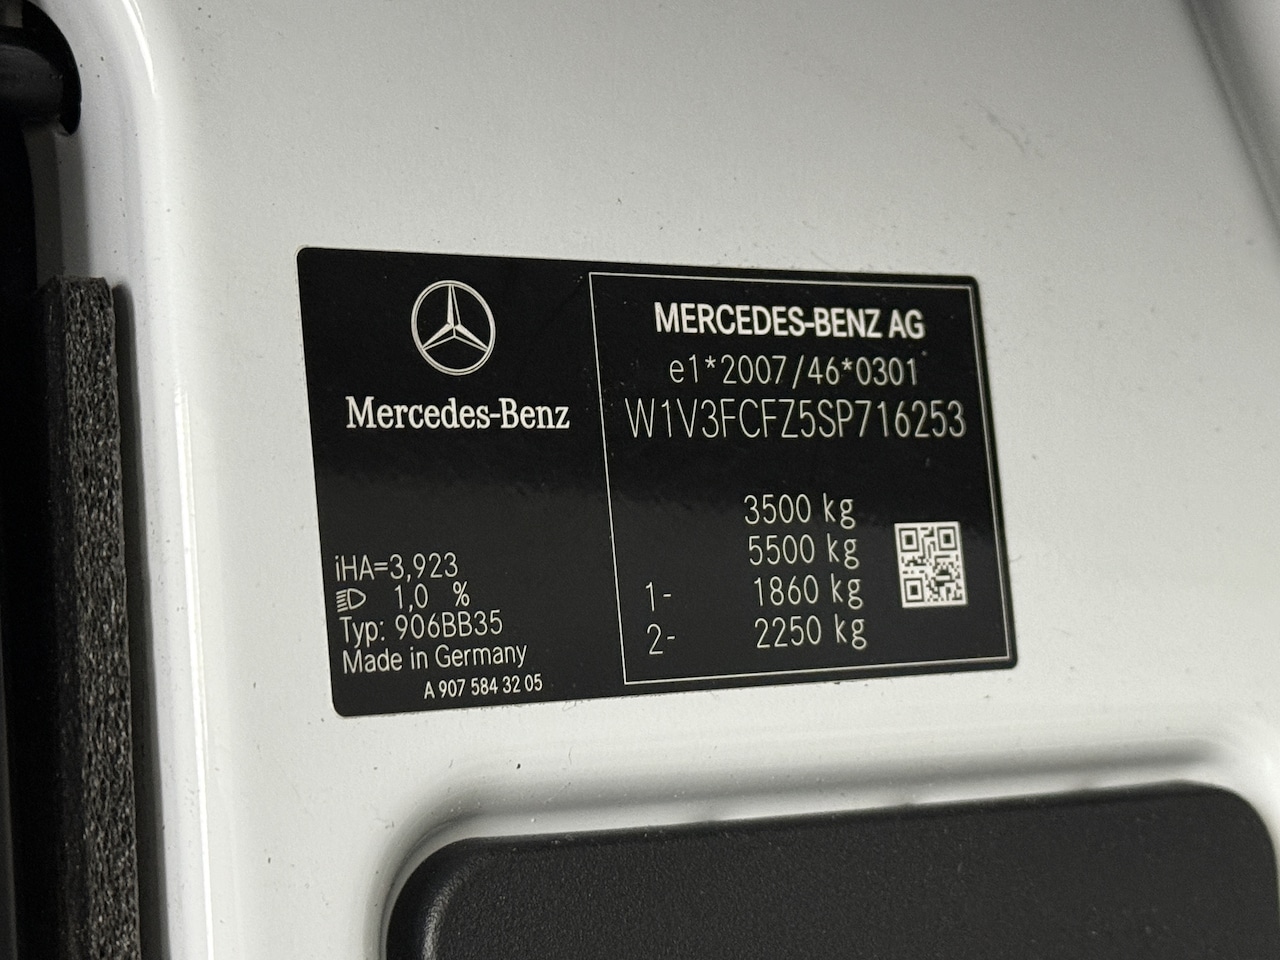 Mercedes-Benz
iHA=3,923
1,0 %
Typ: 906BB35
Made in Germany
A 907 584 32 05
MERCEDES-BENZ AG
e1*2007/46*0301
W1V3FCFZ5SP716253
3500 kg
5500 kg
1- 1860 kg
2- 2250 kg